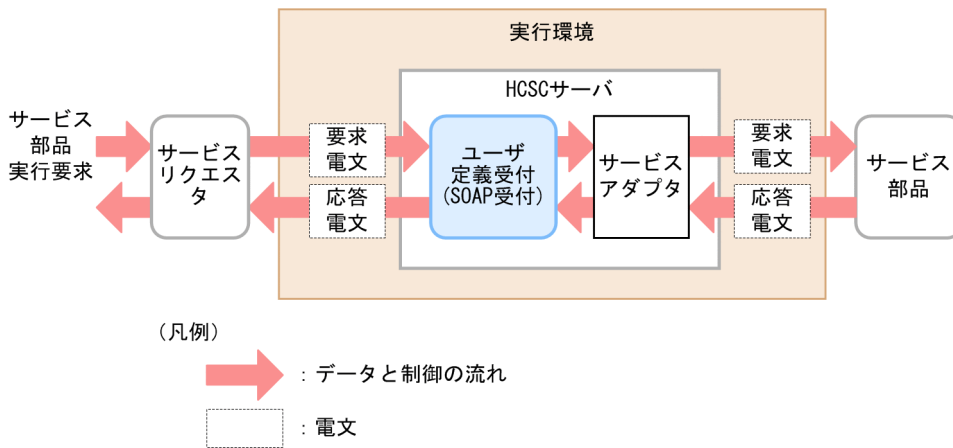 実行環境
HCSCサーバ
サービス
部品
実行要求
サービス
リクエス
タ
要求
電文
応答
電文
ユーザ
定義受付
(SOAP受付)
サービス
アダプタ
要求
電文
応答
電文
サービス
部品
（凡例）
：データと制御の流れ
：電文